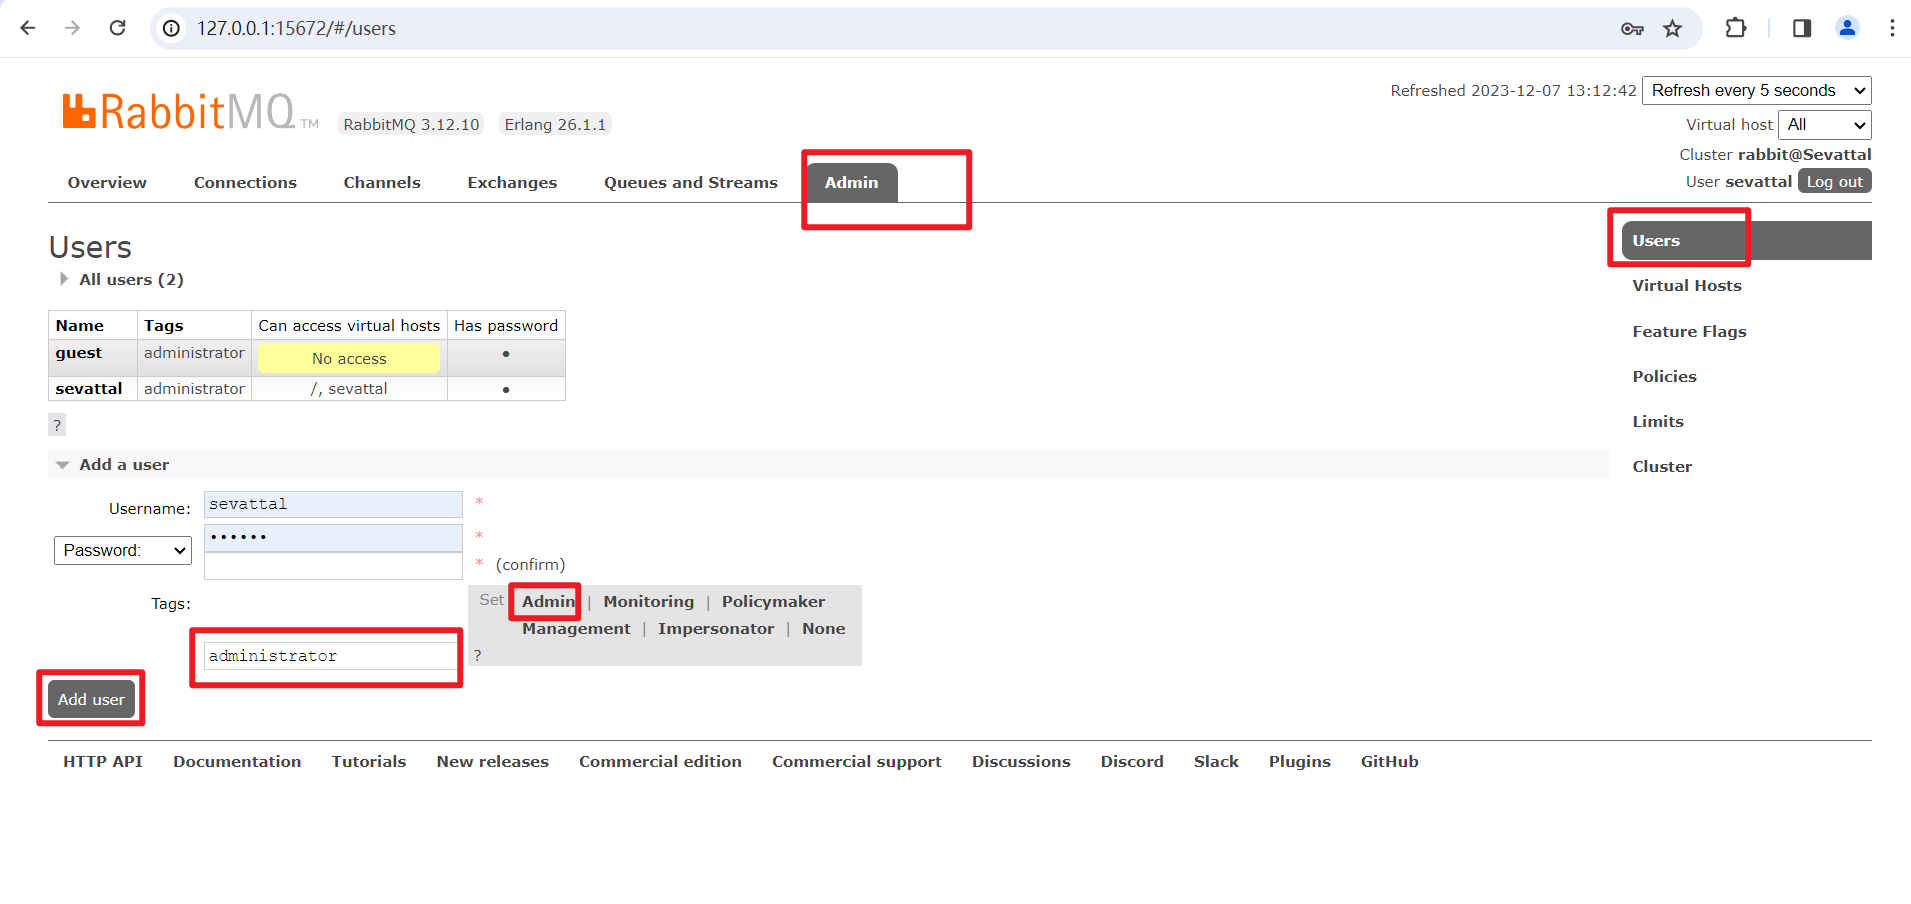 127.0.0.1:15672/#/users
RabbitMQ TM RabbitMQ 3.12.10 Erlang 26.1.1
Refreshed 2023-12-07 13:12:42 Refresh every 5 seconds
Virtual host All
Cluster rabbit@Sevattal
User sevattal Log out
Overview Connections Channels Exchanges Queues and Streams Admin
Users
All users (2)
Name Tags Can access virtual hosts Has password
guest administrator No access •
sevattal administrator /, sevattal •
?
Add a user
Username: sevattal *
Password: •••••• *
* (confirm)
Tags:
Set Admin | Monitoring | Policymaker
Management | Impersonator | None
administrator ?
Add user
Users
Virtual Hosts
Feature Flags
Policies
Limits
Cluster
HTTP API Documentation Tutorials New releases Commercial edition Commercial support Discussions Discord Slack Plugins GitHub